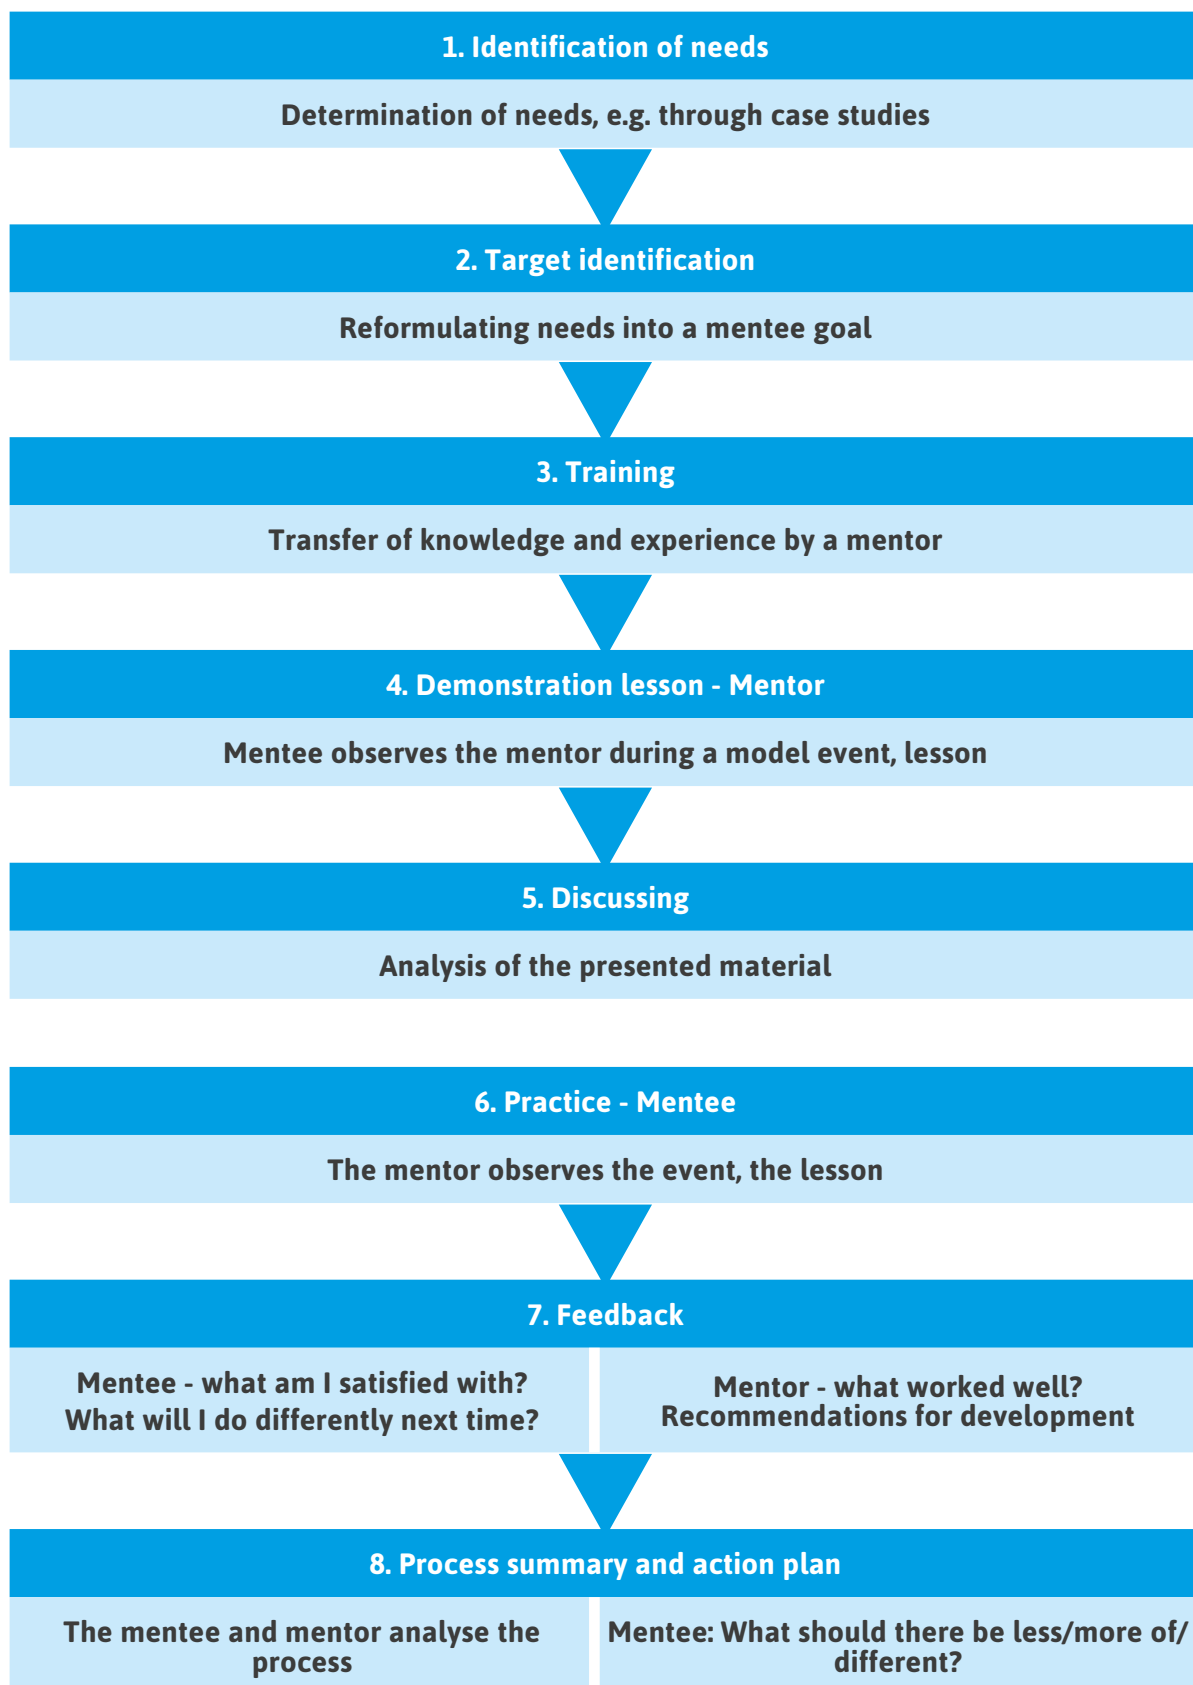 1. Identification of needs
Determination of needs, e.g. through case studies
2. Target identification
Reformulating needs into a mentee goal
3. Training
Transfer of knowledge and experience by a mentor
4. Demonstration lesson - Mentor
Mentee observes the mentor during a model event, lesson
5. Discussing
Analysis of the presented material
6. Practice - Mentee
The mentor observes the event, the lesson
7. Feedback
Mentee - what am I satisfied with?
What will I do differently next time?
Mentor - what worked well?
Recommendations for development
8. Process summary and action plan
The mentee and mentor analyse the
process
Mentee: What should there be less/more of/
different?